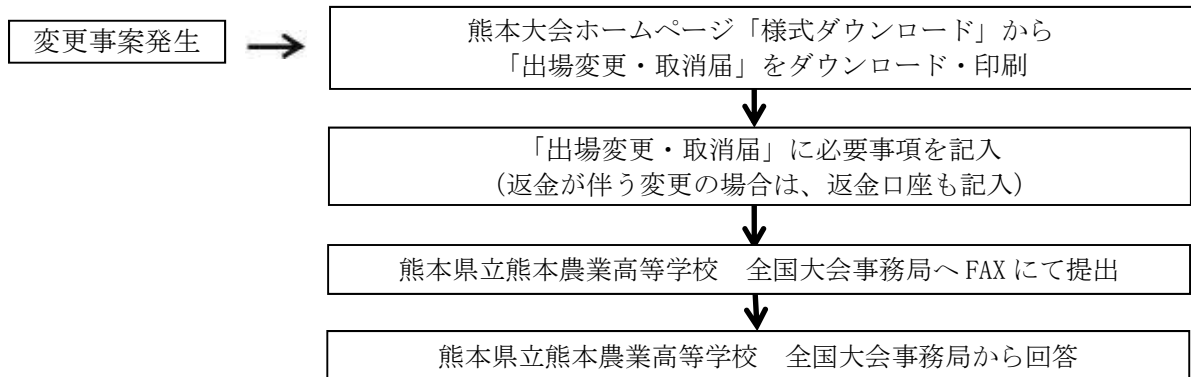 変更事案発生
熊本大会ホームページ「様式ダウンロード」から
「出場変更・取消届」をダウンロード・印刷
「出場変更・取消届」に必要事項を記入
(返金が伴う変更の場合は、返金口座も記入)
熊本県立熊本農業高等学校　全国大会事務局へ FAX にて提出
熊本県立熊本農業高等学校　全国大会事務局から回答